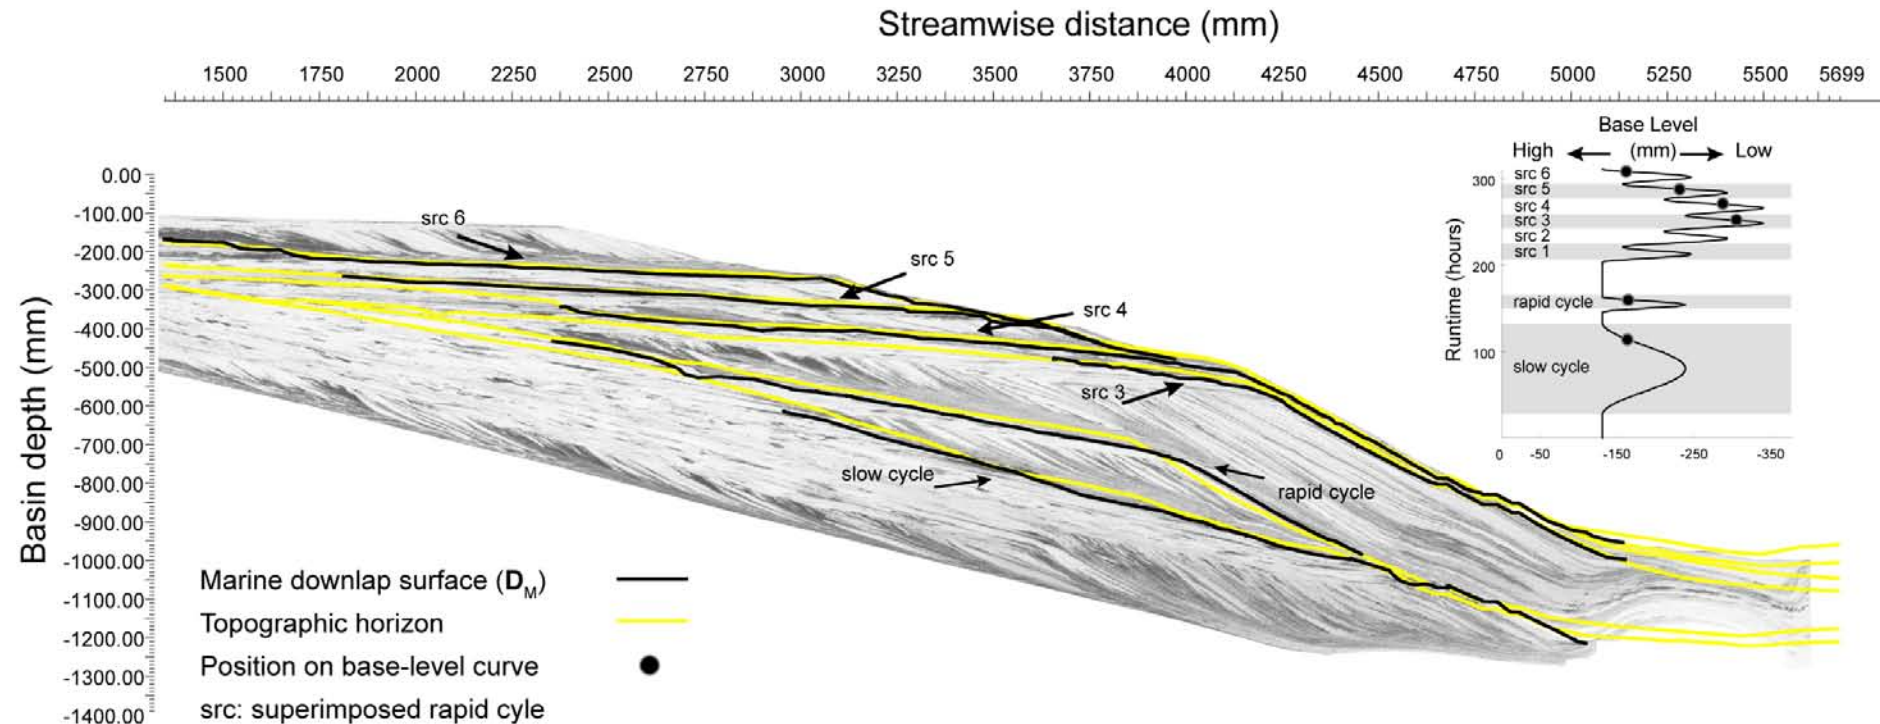 Streamwise distance (mm)
1500 1750 2000 2250 2500 2750 3000 3250 3500 3750 4000 4250 4500 4750 5000 5250 5500 5699
Basin depth (mm)
0.00
-100.00
-200.00
-300.00
-400.00
-500.00
-600.00
-700.00
-800.00
-900.00
-1000.00
-1100.00
-1200.00
-1300.00
-1400.00
src 6
src 5
src 4
src 3
slow cycle
rapid cycle
Base Level
High (mm) Low
Runtime (hours)
300
200
100
src 6
src 5
src 4
src 3
src 2
src 1
rapid cycle
slow cycle
0 -50 -150 -250 -350
Marine downlap surface (DM)
Topographic horizon
Position on base-level curve
src: superimposed rapid cyle